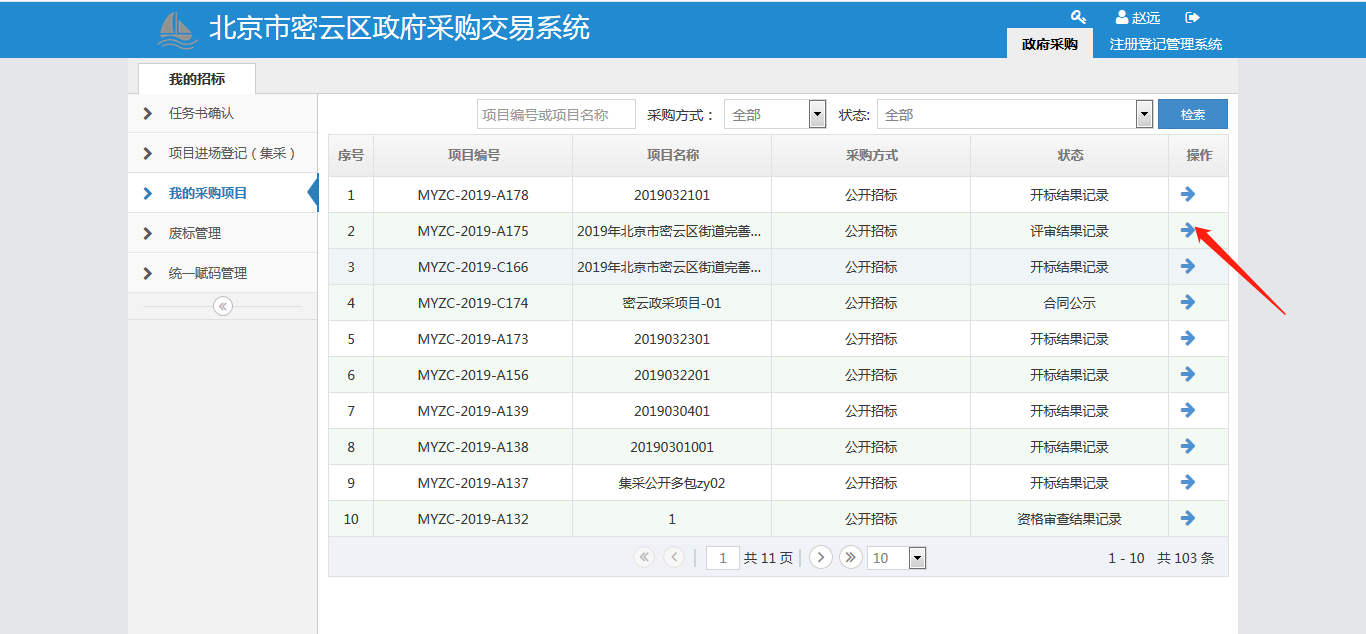 北京市密云区政府采购交易系统
赵远
政府采购 注册登记管理系统
我的招标
任务书确认
项目进场登记（集采）
我的采购项目
废标管理
统一赋码管理
项目编号或项目名称 采购方式： 全部 状态: 全部 检索
序号 项目编号 项目名称 采购方式 状态 操作
1 MYZC-2019-A178 2019032101 公开招标 开标结果记录
2 MYZC-2019-A175 2019年北京市密云区街道完善... 公开招标 评审结果记录
3 MYZC-2019-C166 2019年北京市密云区街道完善... 公开招标 开标结果记录
4 MYZC-2019-C174 密云政采项目-01 公开招标 合同公示
5 MYZC-2019-A173 2019032301 公开招标 开标结果记录
6 MYZC-2019-A156 2019032201 公开招标 开标结果记录
7 MYZC-2019-A139 2019030401 公开招标 开标结果记录
8 MYZC-2019-A138 20190301001 公开招标 开标结果记录
9 MYZC-2019-A137 集采公开多包zy02 公开招标 开标结果记录
10 MYZC-2019-A132 1 公开招标 资格审查结果记录
1 共 11 页 10 1 - 10 共 103 条